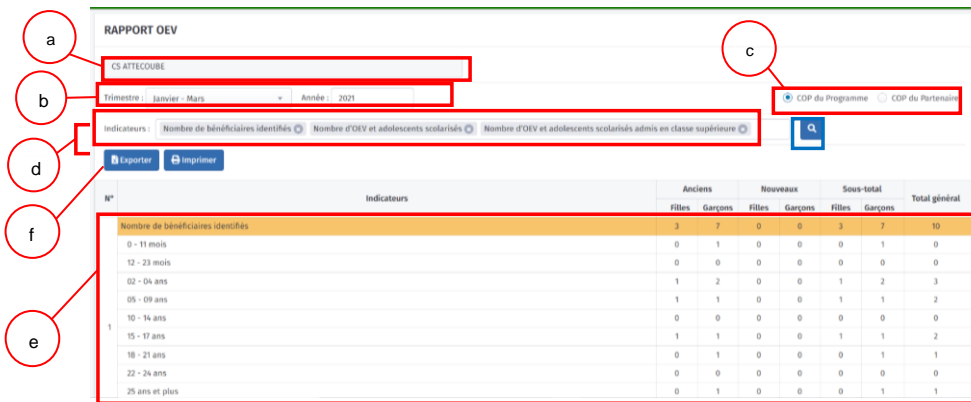 RAPPORT OEV
a
CS ATTECOUBE
c
b
Trimestre : Janvier - Mars Année : 2021
COP du Programme COP du Partenaire
Indicateurs : Nombre de bénéficiaires identifiés Nombre d'OEV et adolescents scolarisés Nombre d'OEV et adolescents scolarisés admis en classe supérieure
d
Exporter Imprimer
N° Indicateurs Anciens Nouveaux Sous-total Total général
Filles Garçons Filles Garçons Filles Garçons
f
Nombre de bénéficiaires identifiés 3 7 0 0 3 7 10
0 - 11 mois 0 1 0 0 0 1 0
12 - 23 mois 0 0 0 0 0 0 0
02 - 04 ans 1 2 0 0 1 2 3
05 - 09 ans 1 1 0 0 1 1 2
10 - 14 ans 0 0 0 0 0 0 0
1
15 - 17 ans 1 1 0 0 1 1 2
e
18 - 21 ans 0 1 0 0 0 1 1
22 - 24 ans 0 0 0 0 0 0 0
25 ans et plus 0 1 0 0 0 1 1